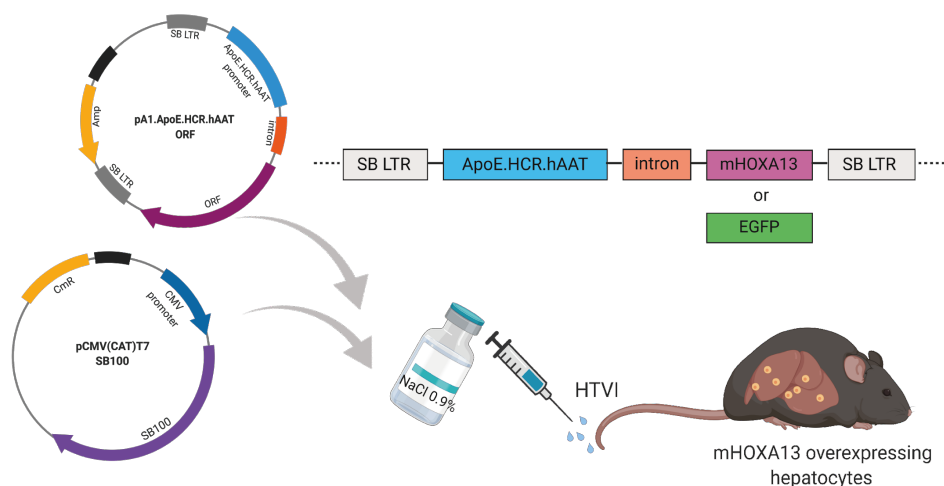 SB LTR
ApoE.HCR.hAAT
promoter
intron
ORF
SB LTR
Amp
pA1.ApoE.HCR.hAAT
ORF
SB LTR
ApoE.HCR.hAAT
intron
mHOXA13
SB LTR
or
EGFP
CmR
CMV
promoter
SB100
pCMV(CAT)T7
SB100
NaCl 0.9%
HTVI
mHOXA13 overexpressing
hepatocytes